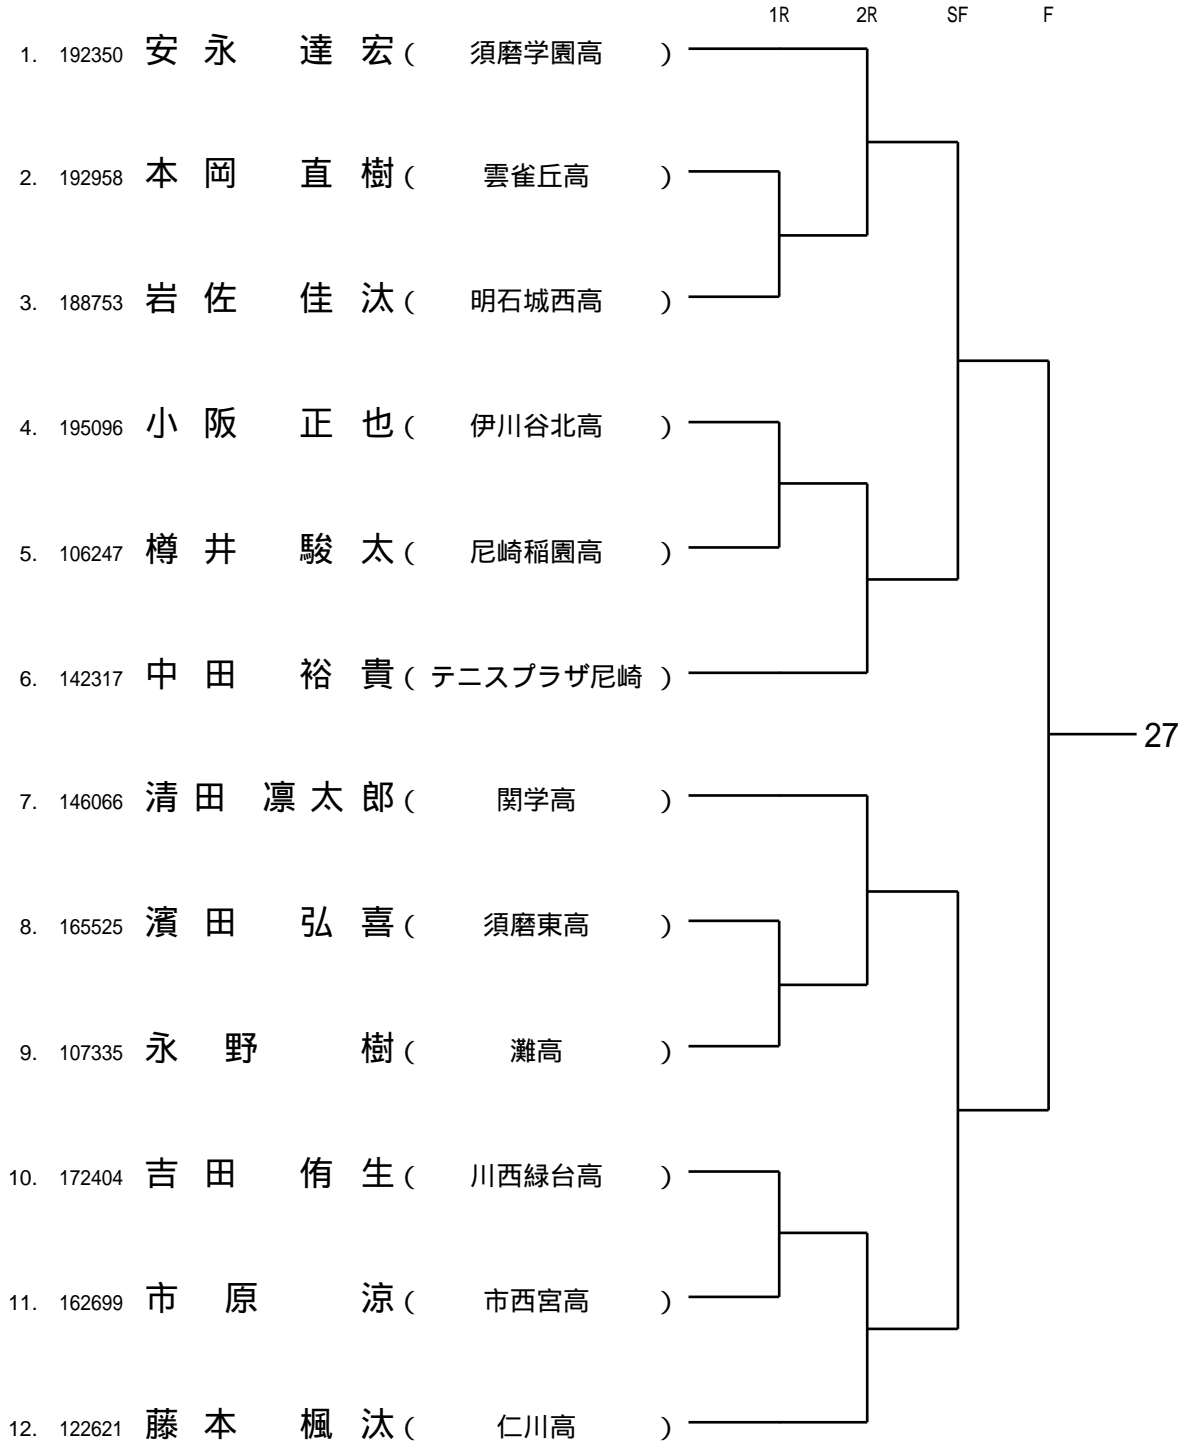 1R 2R SF F
1. 192350 安永 達宏 ( 須磨学園高 )
2. 192958 本岡 直樹 ( 雲雀丘高 )
3. 188753 岩佐 佳汰 ( 明石城西高 )
4. 195096 小阪 正也 ( 伊川谷北高 )
5. 106247 樽井 駿太 ( 尼崎稲園高 )
6. 142317 中田 裕貴 ( テニスプラザ尼崎 )
27
7. 146066 清田 凛太郎 ( 関学高 )
8. 165525 濱田 弘喜 ( 須磨東高 )
9. 107335 永野 樹 ( 灘高 )
10. 172404 吉田 侑生 ( 川西緑台高 )
11. 162699 市原 涼 ( 市西宮高 )
12. 122621 藤本 楓汰 ( 仁川高 )